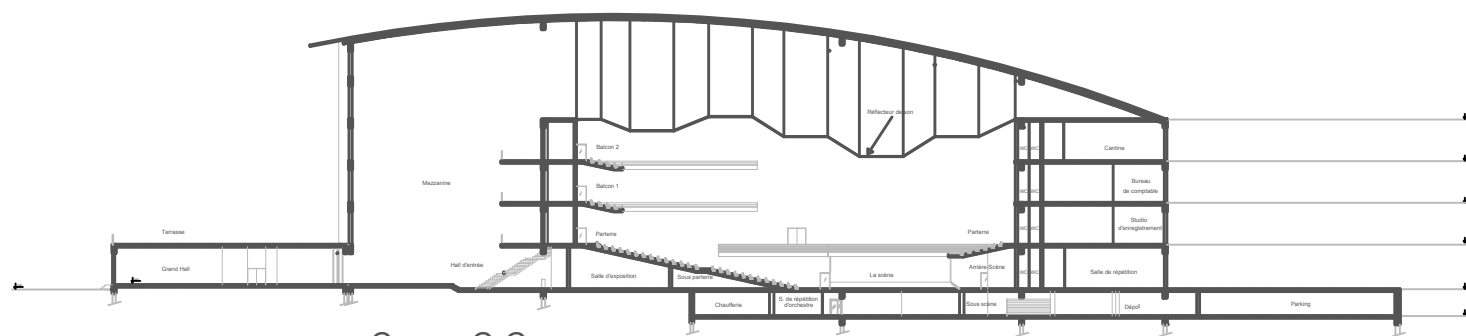 Réflecteur de son
Balcon 2
Cantine
WC WC
Mezzanine
Balcon 1
Bureau
de comptable
WC WC
Terrasse
Parterre
Parterre
Studio
d'enregistrement
WC WC
Grand Hall
Hall d'entrée
Salle d'exposition
Sous parterre
La scène
Arrière-Scène
WC WC
Salle de répétition
Chaufferie
S. de répétition
d'orchestre
Sous scène
Dépot
Parking